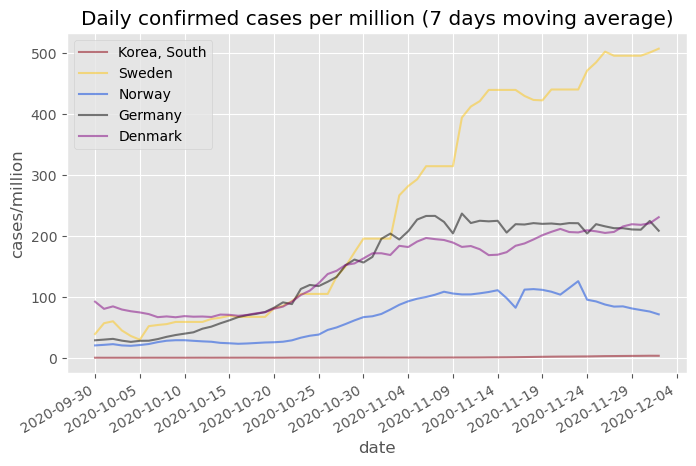 Daily confirmed cases per million (7 days moving average)
cases/million
500
400
300
200
100
0
Korea, South
Sweden
Norway
Germany
Denmark
2020-09-30
2020-10-05
2020-10-10
2020-10-15
2020-10-20
2020-10-25
2020-10-30
2020-11-04
2020-11-09
2020-11-14
2020-11-19
2020-11-24
2020-11-29
2020-12-04
date